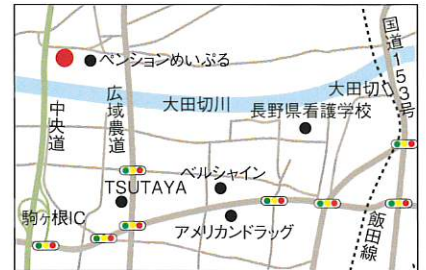 国道153号
ペンションめいぷる
大田切
中央道
広域農道
大田切川
長野県看護学校
TSUTAYA
ベルシャイン
駒ヶ根IC
アメリカンドラッグ
飯田線